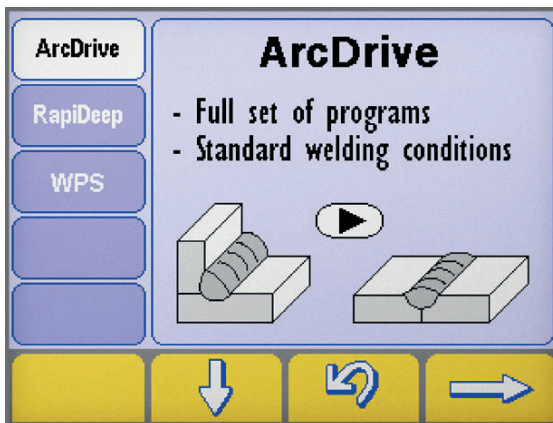 ArcDrive
RapiDeep
WPS
ArcDrive
- Full set of programs
- Standard welding conditions